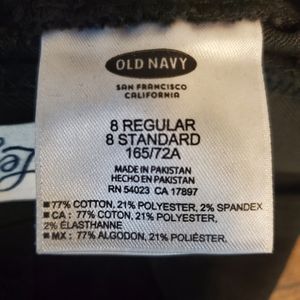 OLD NAVY
SAN FRANCISCO
CALIFORNIA
8 REGULAR
8 STANDARD
165/72A
MADE IN PAKISTAN
HECHO EN PAKISTAN
RN 54023 CA 17897
■77% COTTON, 21% POLYESTER, 2% SPANDEX
■CA : 77% COTON, 21% POLYESTER,
2% ÉLASTHANNE
■MX : 77% ALGODON, 21% POLIÉSTER,